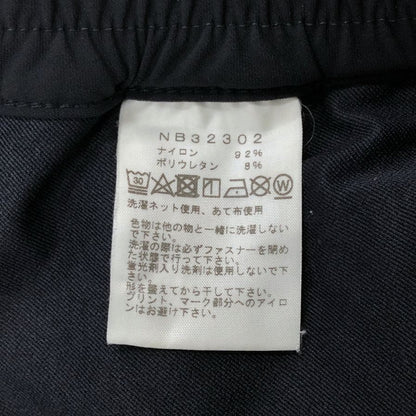 NB32302
ナイロン 92%
ポリウレタン 8%
30 W
洗濯ネット使用、あて布使用
色物は他の物と一緒に洗濯しない
で下さい。
洗濯の際は必ずファスナーを閉め
た状態で行って下さい。
蛍光剤入り洗剤は使用しないで下
さい。
形を整えてから干して下さい。
プリント、マーク部分へのアイロ
ンはお避け下さい。